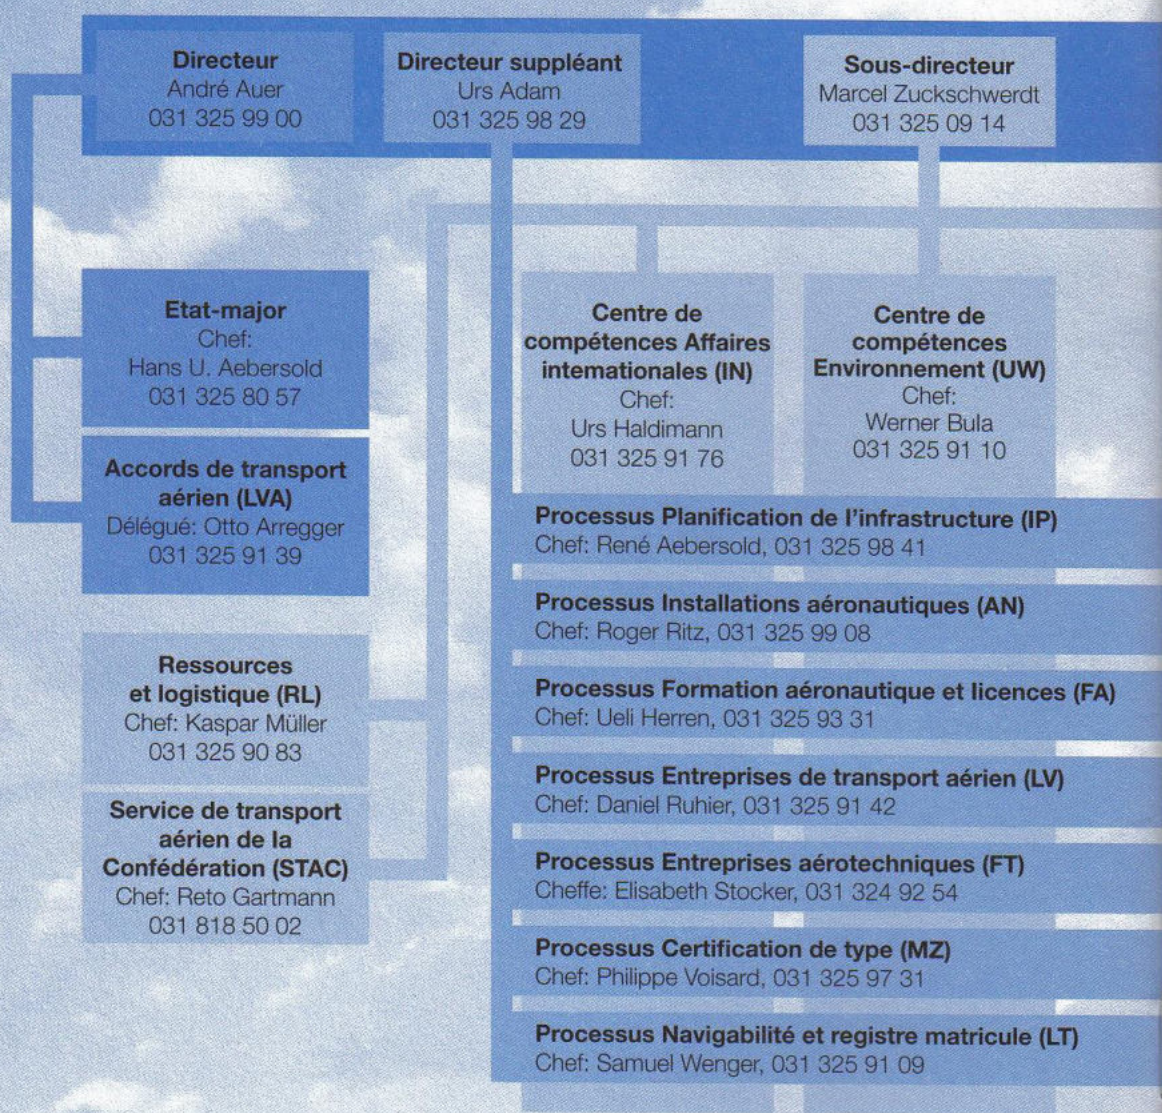 Directeur
André Auer
031 325 99 00
Directeur suppléant
Urs Adam
031 325 98 29
Sous-directeur
Marcel Zuckschwerdt
031 325 09 14
Etat-major
Chef:
Hans U. Aebersold
031 325 80 57
Accords de transport
aérien (LVA)
Délégué: Otto Arregger
031 325 91 39
Ressources
et logistique (RL)
Chef: Kaspar Müller
031 325 90 83
Service de transport
aérien de la
Confédération (STAC)
Chef: Reto Gartmann
031 818 50 02
Centre de
compétences Affaires
internationales (IN)
Chef:
Urs Haldimann
031 325 91 76
Centre de
compétences
Environnement (UW)
Chef:
Werner Bula
031 325 91 10
Processus Planification de l'infrastructure (IP)
Chef: René Aebersold, 031 325 98 41
Processus Installations aéronautiques (AN)
Chef: Roger Ritz, 031 325 99 08
Processus Formation aéronautique et licences (FA)
Chef: Ueli Herren, 031 325 93 31
Processus Entreprises de transport aérien (LV)
Chef: Daniel Ruhier, 031 325 91 42
Processus Entreprises aérotechniques (FT)
Cheffe: Elisabeth Stocker, 031 324 92 54
Processus Certification de type (MZ)
Chef: Philippe Voisard, 031 325 97 31
Processus Navigabilité et registre matricule (LT)
Chef: Samuel Wenger, 031 325 91 09